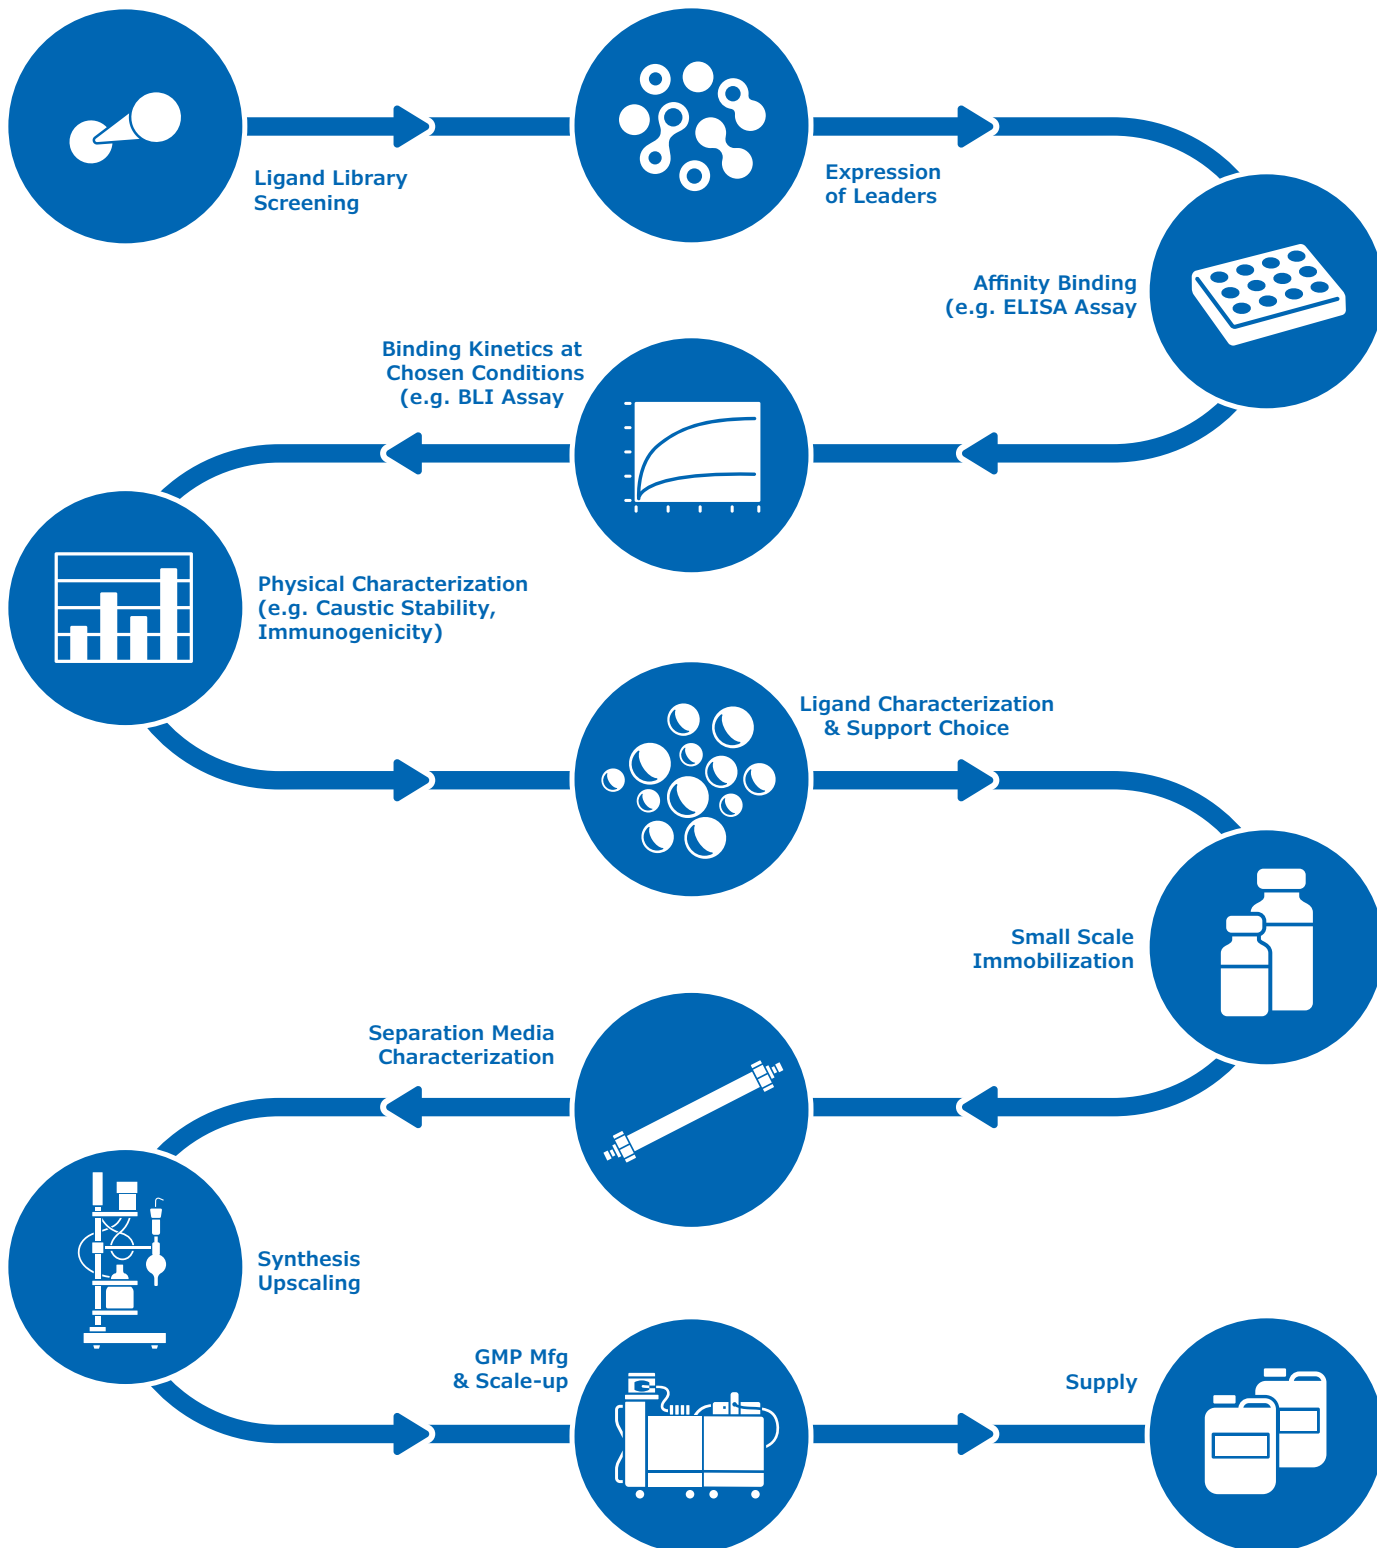 Ligand Library
Screening
Expression
of Leaders
Affinity Binding
(e.g. ELISA Assay
Binding Kinetics at
Chosen Conditions
(e.g. BLI Assay
Physical Characterization
(e.g. Caustic Stability,
Immunogenicity)
Ligand Characterization
& Support Choice
Small Scale
Immobilization
Separation Media
Characterization
Synthesis
Upscaling
GMP Mfg
& Scale-up
Supply